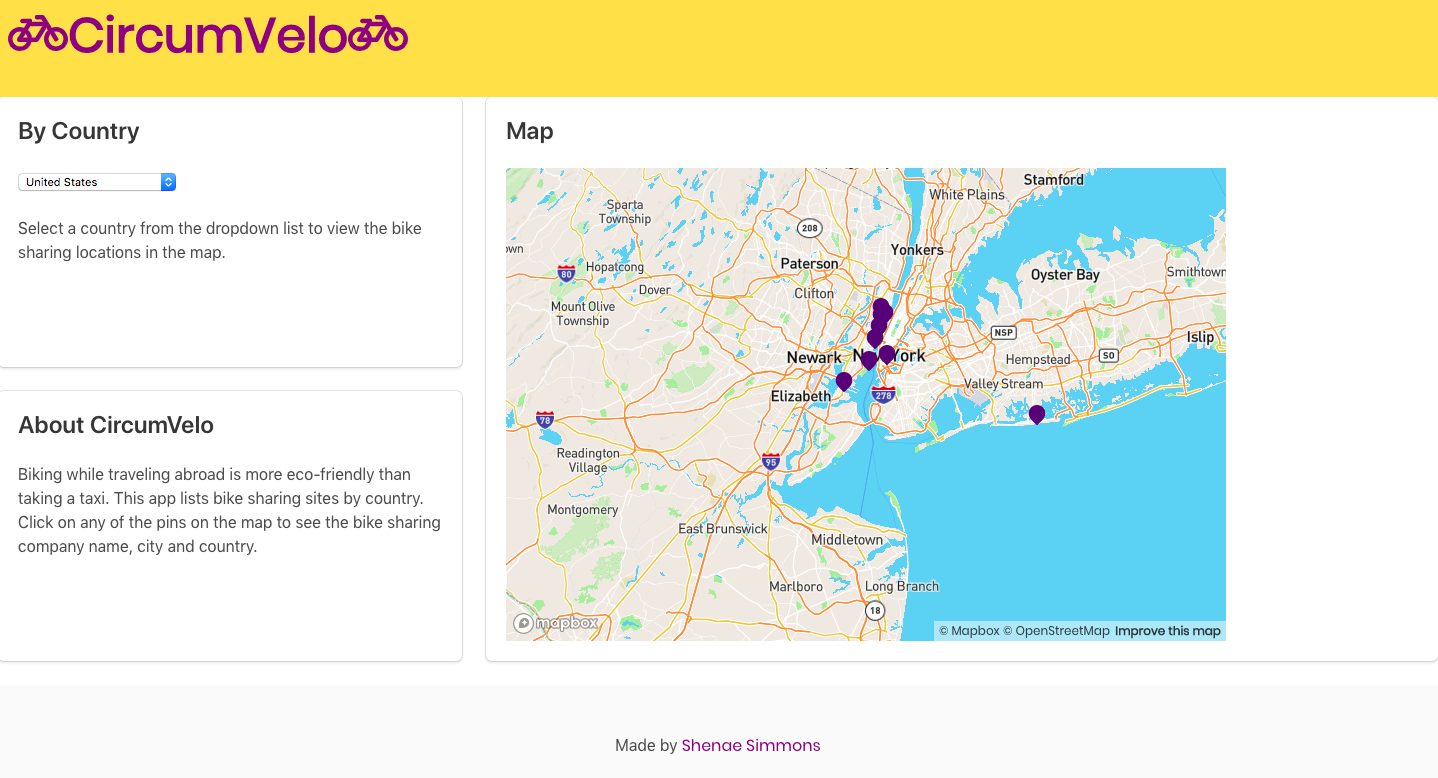 CircumVelo
By Country
United States
Select a country from the dropdown list to view the bike
sharing locations in the map.
About CircumVelo
Biking while traveling abroad is more eco-friendly than
taking a taxi. This app lists bike sharing sites by country.
Click on any of the pins on the map to see the bike sharing
company name, city and country.
Map
Stamford
White Plains
Sparta
Township
208
Yonkers
own
Paterson
80
Hopatcong
Oyster Bay
Smithtown
Dover
Clifton
Mount Olive
Township
NSP
Islip
Newark
N York
Hempstead
SO
Elizabeth
Valley Stream
278
78
Readington
Village
95
Montgomery
East Brunswick
Middletown
Marlboro
Long Branch
18
mapbox
© Mapbox © OpenStreetMap Improve this map
Made by Shenae Simmons